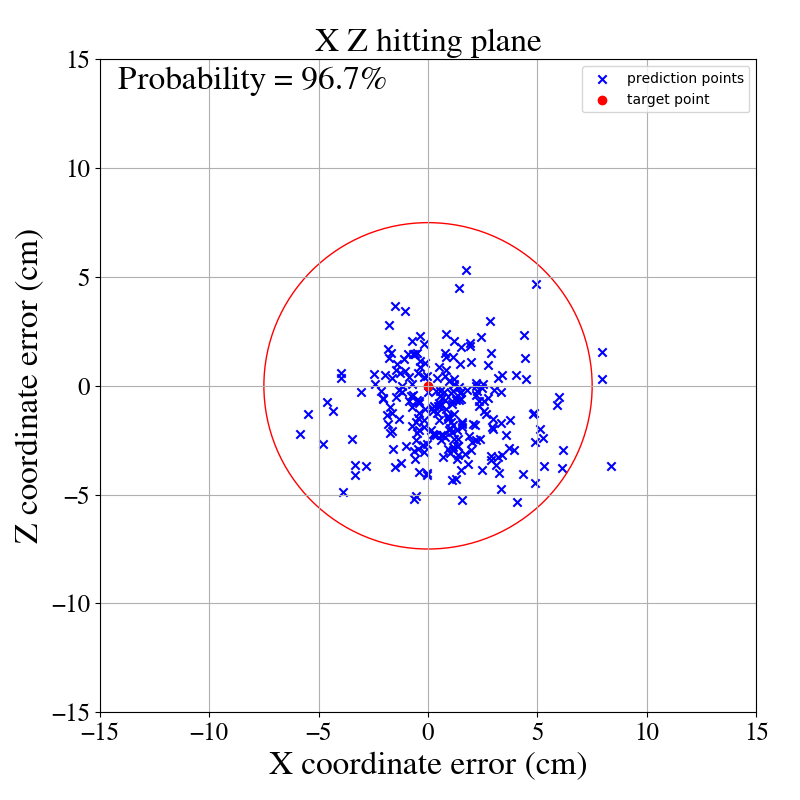 X Z hitting plane
Probability = 96.7%
prediction points
target point
15
10
5
0
−5
−10
−15
Z coordinate error (cm)
−15 −10 −5 0 5 10 15
X coordinate error (cm)